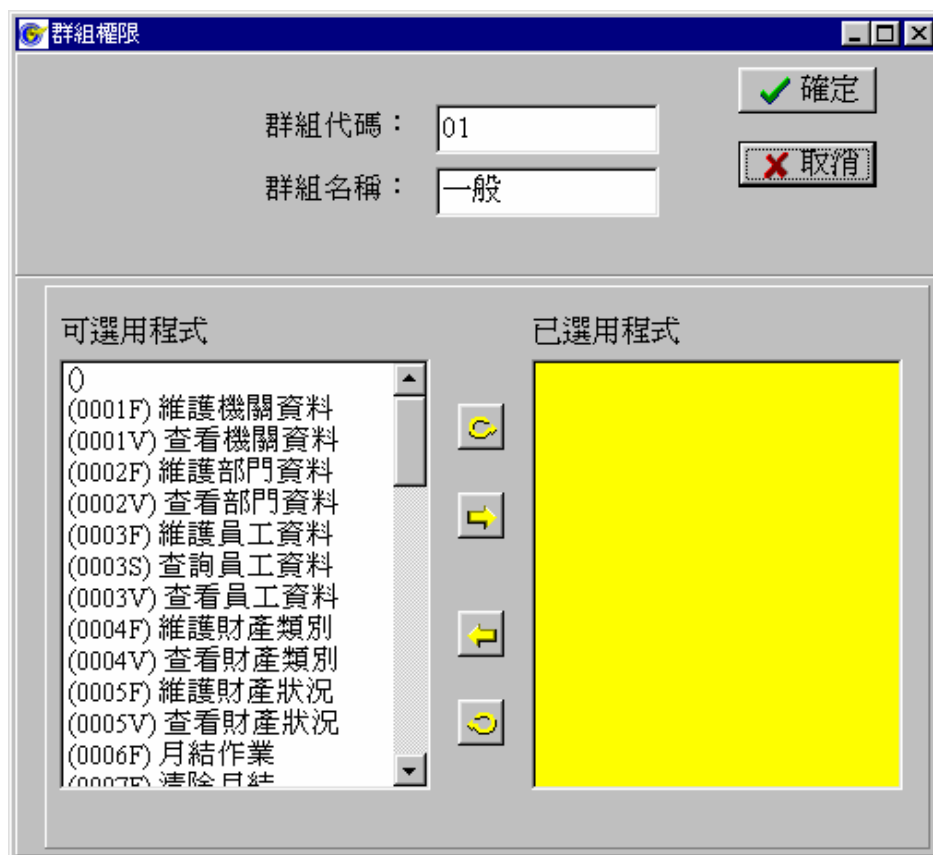 群組權限
確定
群組代碼： 01
取消
群組名稱： 一般
可選用程式
已選用程式
()
(0001F) 維護機關資料
(0001V) 查看機關資料
(0002F) 維護部門資料
(0002V) 查看部門資料
(0003F) 維護員工資料
(0003S) 查詢員工資料
(0003V) 查看員工資料
(0004F) 維護財產類別
(0004V) 查看財產類別
(0005F) 維護財產狀況
(0005V) 查看財產狀況
(0006F) 月結作業
(0007F) 清除月結